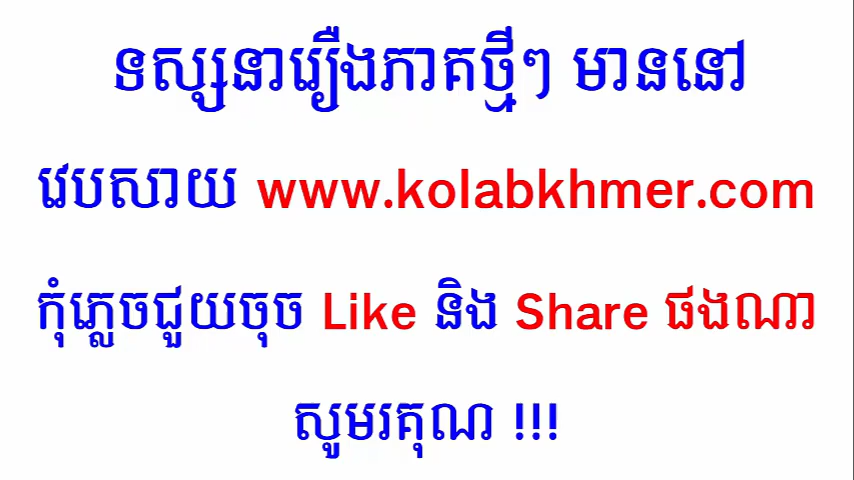 ទស្សនារឿងភាគថ្មីៗ មាននៅ
វេបសាយ www.kolabkhmer.com
កុំភ្លេចជួយចុច Like និង Share ផងណា
សូមរគុណ !!!